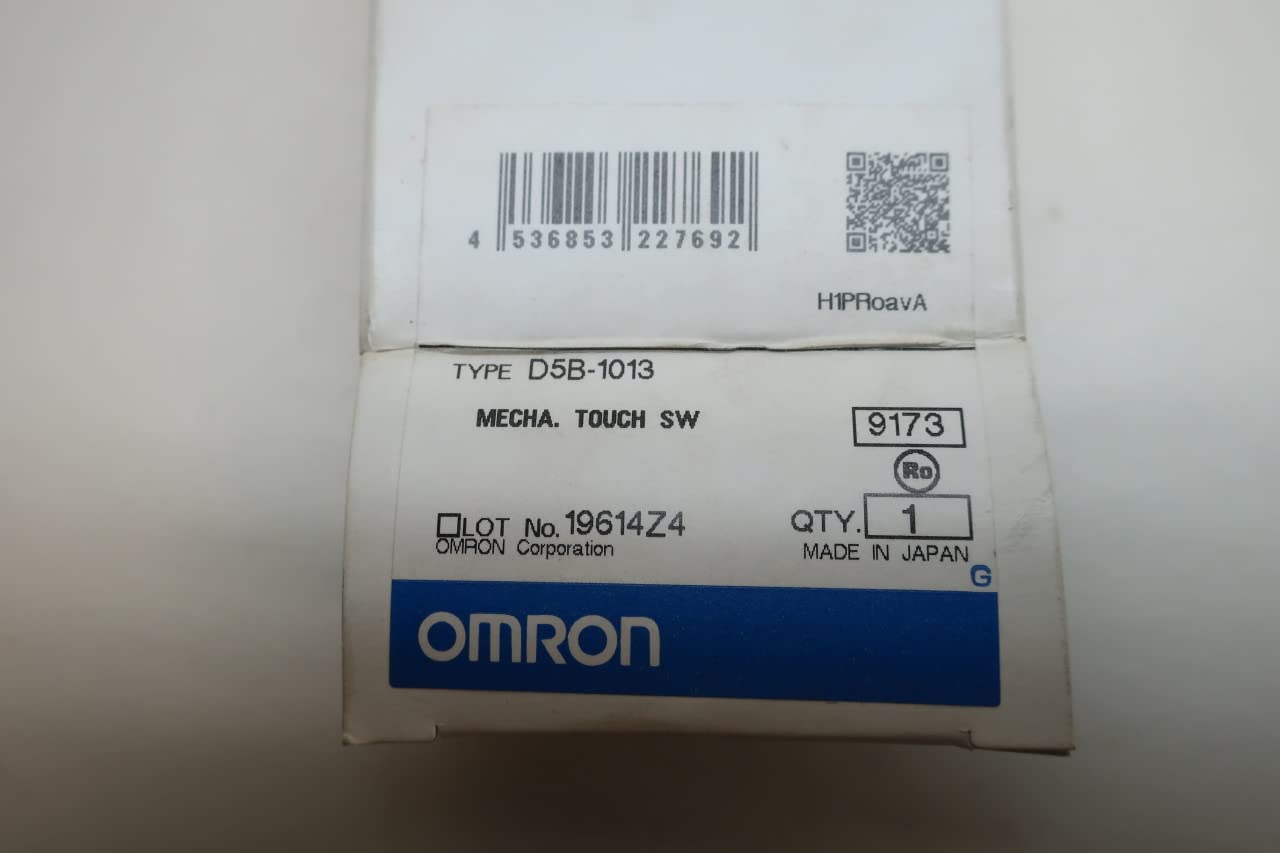 4 536853 227692
H1PRoavA
TYPE D5B-1013
MECHA. TOUCH SW
9173
Ro
LOT No. 19614Z4 QTY. 1
OMRON Corporation MADE IN JAPAN
G
OMRON